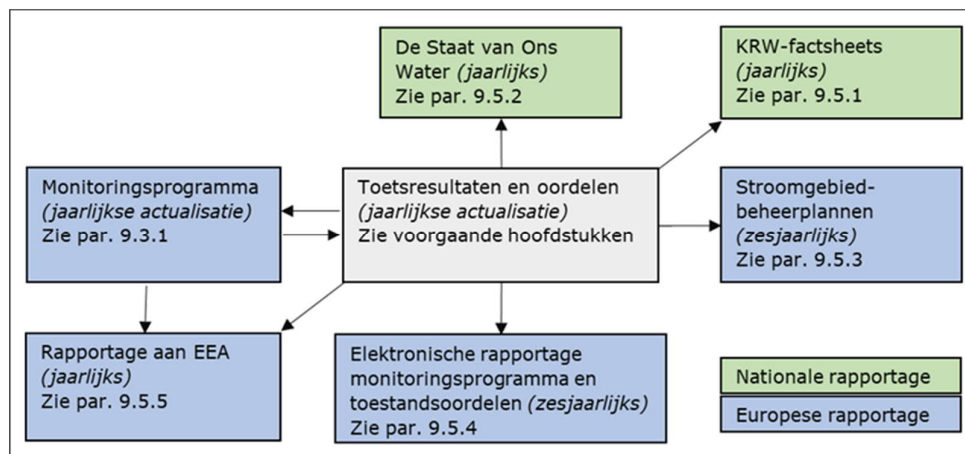 De Staat van Ons
Water (jaarlijks)
Zie par. 9.5.2
KRW-factsheets
(jaarlijks)
Zie par. 9.5.1
Monitoringsprogramma
(jaarlijkse actualisatie)
Zie par. 9.3.1
Toetsresultaten en oordelen
(jaarlijkse actualisatie)
Zie voorgaande hoofdstukken
Stroomgebied-
beheerplannen
(zesjaarlijks)
Zie par. 9.5.3
Rapportage aan EEA
(jaarlijks)
Zie par. 9.5.5
Elektronische rapportage
monitoringsprogramma en
toestandsoordelen (zesjaarlijks)
Zie par. 9.5.4
Nationale rapportage
Europese rapportage